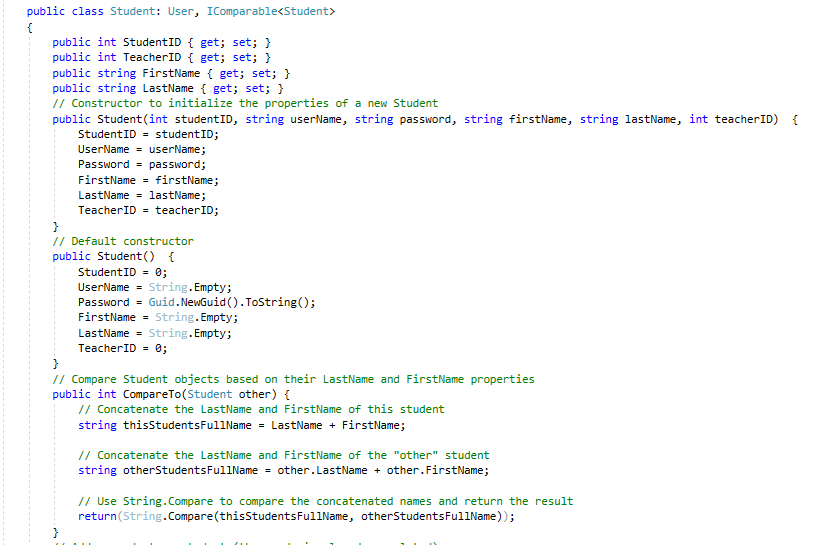 public class Student: User, IComparable<Student>
{
public int StudentID { get; set; }
public int TeacherID { get; set; }
public string FirstName { get; set; }
public string LastName { get; set; }
// Constructor to initialize the properties of a new Student
public Student(int studentID, string userName, string password, string firstName, string lastName, int teacherID)  {
StudentID = studentID;
UserName = userName;
Password = password;
FirstName = firstName;
LastName = lastName;
TeacherID = teacherID;
}
// Default constructor
public Student()  {
StudentID = 0;
UserName = String.Empty;
Password = Guid.NewGuid().ToString();
FirstName = String.Empty;
LastName = String.Empty;
TeacherID = 0;
}
// Compare Student objects based on their LastName and FirstName properties
public int CompareTo(Student other) {
// Concatenate the LastName and FirstName of this student
string thisStudentsFullName = LastName + FirstName;
// Concatenate the LastName and FirstName of the "other" student
string otherStudentsFullName = other.LastName + other.FirstName;
// Use String.Compare to compare the concatenated names and return the result
return(String.Compare(thisStudentsFullName, otherStudentsFullName));
}